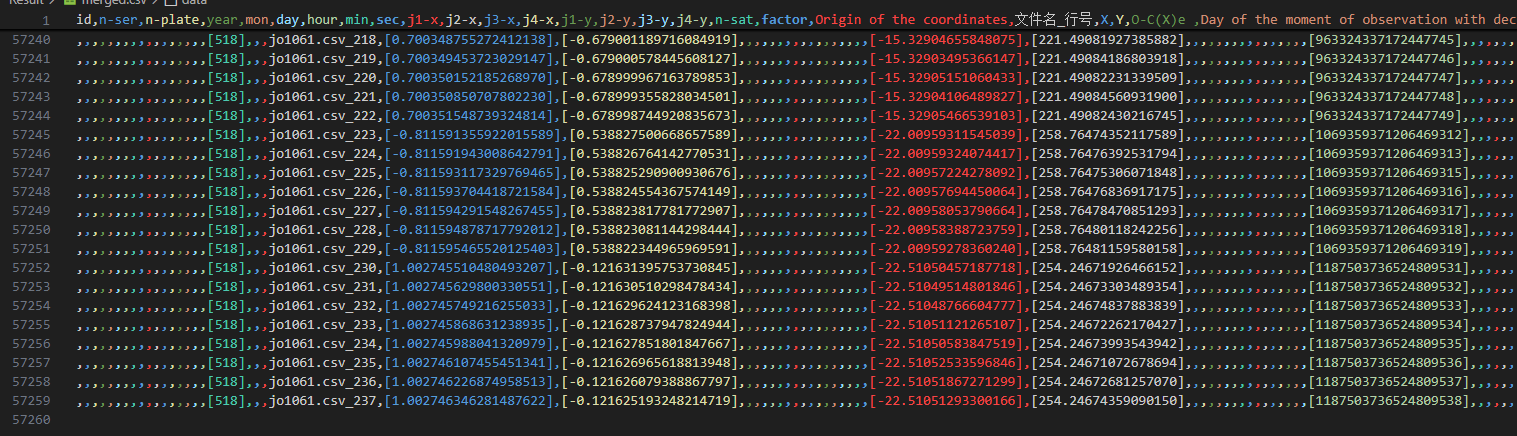 Result > merged.csv > data
id,n-ser,n-plate,year,mon,day,hour,min,sec,j1-x,j2-x,j3-x,j4-x,j1-y,j2-y,j3-y,j4-y,n-sat,factor,Origin of the coordinates,文件名_行号,X,Y,O-C(X)e ,Day of the moment of observation with dec
57240 ,,,,,,,,,,,,,,,,,[518],,,jo1061.csv_218,[0.700348755272412138],[-0.679001189716084919],,,,,,,,,,,,,,,,,[-15.32904655848075],[221.49081927385882],,,,,,,,,,,,,,,,[963324337172447745],,,,,,
57241 ,,,,,,,,,,,,,,,,,[518],,,jo1061.csv_219,[0.700349453723029147],[-0.679000578445608127],,,,,,,,,,,,,,,,,[-15.32903495366147],[221.49084186803918],,,,,,,,,,,,,,,,[963324337172447746],,,,,,
57242 ,,,,,,,,,,,,,,,,,[518],,,jo1061.csv_220,[0.700350152185268970],[-0.678999967163789853],,,,,,,,,,,,,,,,,[-15.32905151060433],[221.49082231339509],,,,,,,,,,,,,,,,[963324337172447747],,,,,,
57243 ,,,,,,,,,,,,,,,,,[518],,,jo1061.csv_221,[0.700350850707802230],[-0.678999355828034501],,,,,,,,,,,,,,,,,[-15.32904106489827],[221.49084560931900],,,,,,,,,,,,,,,,[963324337172447748],,,,,,
57244 ,,,,,,,,,,,,,,,,,[518],,,jo1061.csv_222,[0.700351548739324814],[-0.678998744920835673],,,,,,,,,,,,,,,,,[-15.32905466539103],[221.49082430216745],,,,,,,,,,,,,,,,[963324337172447749],,,,,,
57245 ,,,,,,,,,,,,,,,,,[518],,,jo1061.csv_223,[-0.811591355922015589],[0.538827500668657589],,,,,,,,,,,,,,,,,[-22.00959311545039],[258.76474352117589],,,,,,,,,,,,,,,,[1069359371206469312],,,,,,
57246 ,,,,,,,,,,,,,,,,,[518],,,jo1061.csv_224,[-0.811591943008642791],[0.538826764142770531],,,,,,,,,,,,,,,,,[-22.00959324074417],[258.76476392531794],,,,,,,,,,,,,,,,[1069359371206469313],,,,,,
57247 ,,,,,,,,,,,,,,,,,[518],,,jo1061.csv_225,[-0.811593117329769465],[0.538825290900930676],,,,,,,,,,,,,,,,,[-22.00957224278092],[258.76475306071848],,,,,,,,,,,,,,,,[1069359371206469315],,,,,,
57248 ,,,,,,,,,,,,,,,,,[518],,,jo1061.csv_226,[-0.811593704418721584],[0.538824554367574149],,,,,,,,,,,,,,,,,[-22.00957694450064],[258.76476836917175],,,,,,,,,,,,,,,,[1069359371206469316],,,,,,
57249 ,,,,,,,,,,,,,,,,,[518],,,jo1061.csv_227,[-0.811594291548267455],[0.538823817781772907],,,,,,,,,,,,,,,,,[-22.00958053790664],[258.76478470851293],,,,,,,,,,,,,,,,[1069359371206469317],,,,,,
57250 ,,,,,,,,,,,,,,,,,[518],,,jo1061.csv_228,[-0.811594878717792012],[0.538823081144298444],,,,,,,,,,,,,,,,,[-22.00958388723759],[258.76480118242256],,,,,,,,,,,,,,,,[1069359371206469318],,,,,,
57251 ,,,,,,,,,,,,,,,,,[518],,,jo1061.csv_229,[-0.811595465520125403],[0.538822344965969591],,,,,,,,,,,,,,,,,[-22.00959278360240],[258.76481159580158],,,,,,,,,,,,,,,,[1069359371206469319],,,,,,
57252 ,,,,,,,,,,,,,,,,,[518],,,jo1061.csv_230,[1.002745510480493207],[-0.121631395753730845],,,,,,,,,,,,,,,,,[-22.51050457187718],[254.24671926466152],,,,,,,,,,,,,,,,[1187503736524809531],,,,,,
57253 ,,,,,,,,,,,,,,,,,[518],,,jo1061.csv_231,[1.002745629800330551],[-0.121630510298478434],,,,,,,,,,,,,,,,,[-22.51049514801846],[254.24673303489354],,,,,,,,,,,,,,,,[1187503736524809532],,,,,,
57254 ,,,,,,,,,,,,,,,,,[518],,,jo1061.csv_232,[1.002745749216255033],[-0.121629624123168398],,,,,,,,,,,,,,,,,[-22.51048766604777],[254.24674837883839],,,,,,,,,,,,,,,,[1187503736524809533],,,,,,
57255 ,,,,,,,,,,,,,,,,,[518],,,jo1061.csv_233,[1.002745868631238935],[-0.121628737947824944],,,,,,,,,,,,,,,,,[-22.51051121265107],[254.24672262170427],,,,,,,,,,,,,,,,[1187503736524809534],,,,,,
57256 ,,,,,,,,,,,,,,,,,[518],,,jo1061.csv_234,[1.002745988041320979],[-0.121627851801847667],,,,,,,,,,,,,,,,,[-22.51050583847519],[254.24673993543942],,,,,,,,,,,,,,,,[1187503736524809535],,,,,,
57257 ,,,,,,,,,,,,,,,,,[518],,,jo1061.csv_235,[1.002746107455451341],[-0.121626965618813948],,,,,,,,,,,,,,,,,[-22.51052533596846],[254.24671072678694],,,,,,,,,,,,,,,,[1187503736524809536],,,,,,
57258 ,,,,,,,,,,,,,,,,,[518],,,jo1061.csv_236,[1.002746226874958513],[-0.121626079388867797],,,,,,,,,,,,,,,,,[-22.51051867271299],[254.24672681257070],,,,,,,,,,,,,,,,[1187503736524809537],,,,,,
57259 ,,,,,,,,,,,,,,,,,[518],,,jo1061.csv_237,[1.002746346281487622],[-0.121625193248214719],,,,,,,,,,,,,,,,,[-22.51051293300166],[254.24674359090150],,,,,,,,,,,,,,,,[1187503736524809538],,,,,,
57260